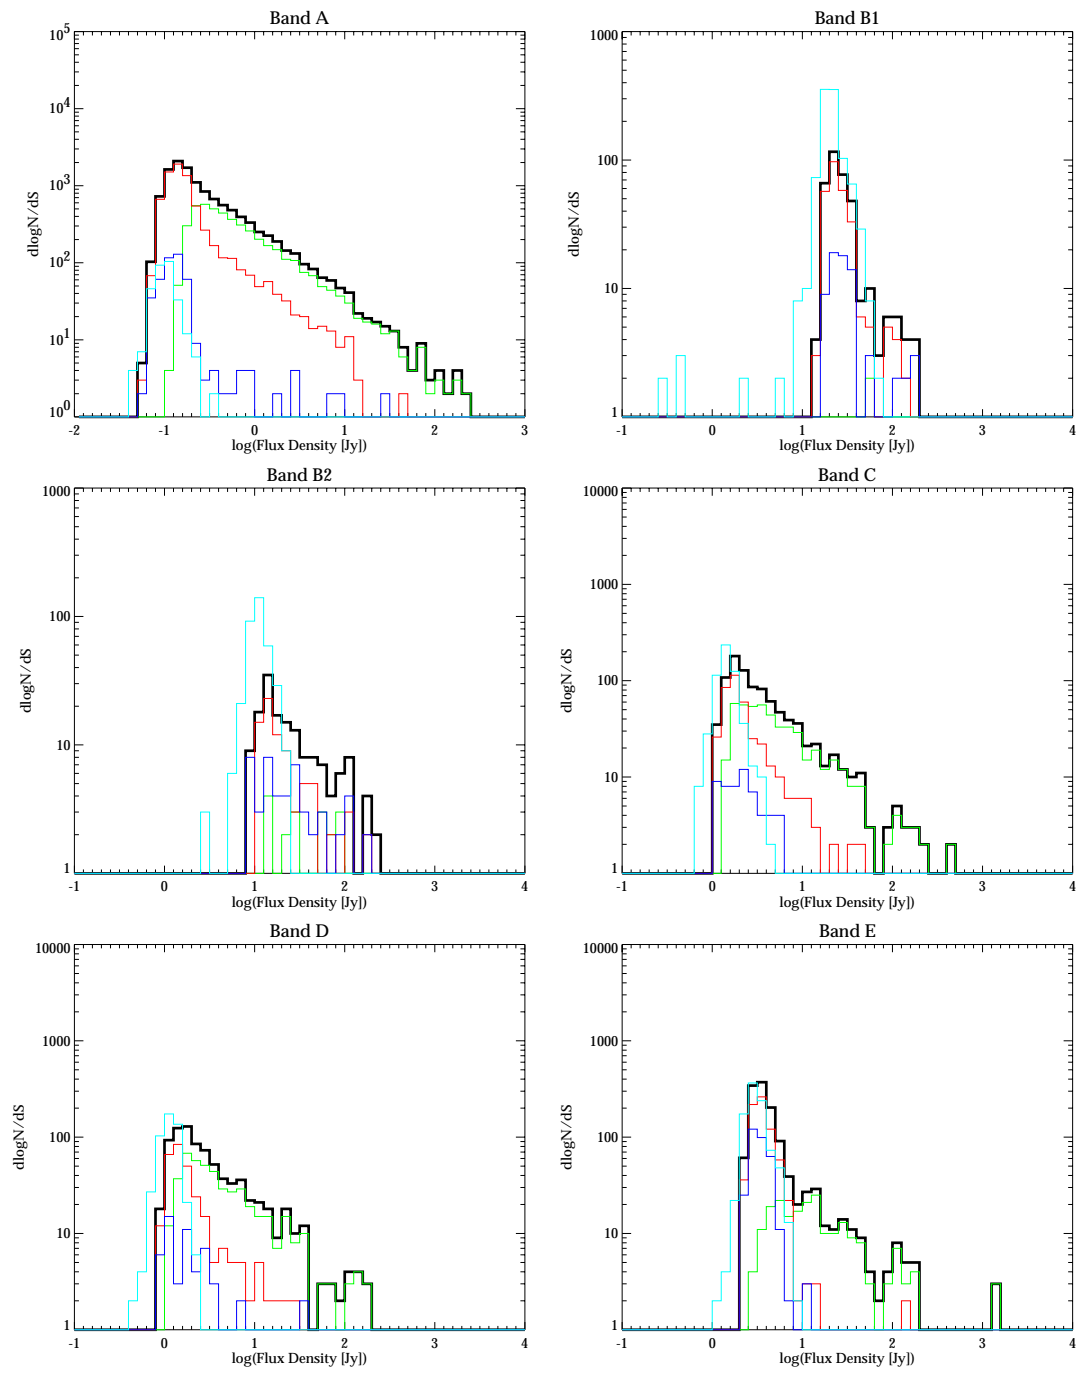 Band A
Band B1
10^5
10^4
10^3
10^2
10^1
10^0
dlogN/dS
-2 -1 0 1 2 3
log(Flux Density [Jy])
1000
100
10
1
dlogN/dS
-1 0 1 2 3 4
log(Flux Density [Jy])
Band B2
Band C
1000
100
10
1
dlogN/dS
-1 0 1 2 3 4
log(Flux Density [Jy])
10000
1000
100
10
1
dlogN/dS
-1 0 1 2 3 4
log(Flux Density [Jy])
Band D
Band E
10000
1000
100
10
1
dlogN/dS
-1 0 1 2 3 4
log(Flux Density [Jy])
10000
1000
100
10
1
dlogN/dS
-1 0 1 2 3 4
log(Flux Density [Jy])